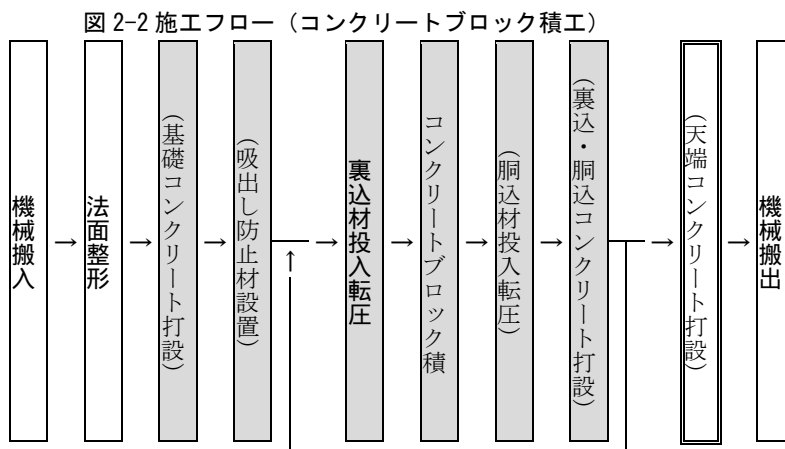 図 2-2 施工フロー（コンクリートブロック積工）
機械搬入
→
法面整形
→
（基礎コンクリート打設）
→
（吸出し防止材設置）
→
↑
裏込材投入転圧
→
コンクリートブロック積
→
（胴込材投入転圧）
→
（裏込・胴込コンクリート打設）
→
（天端コンクリート打設）
→
機械搬出